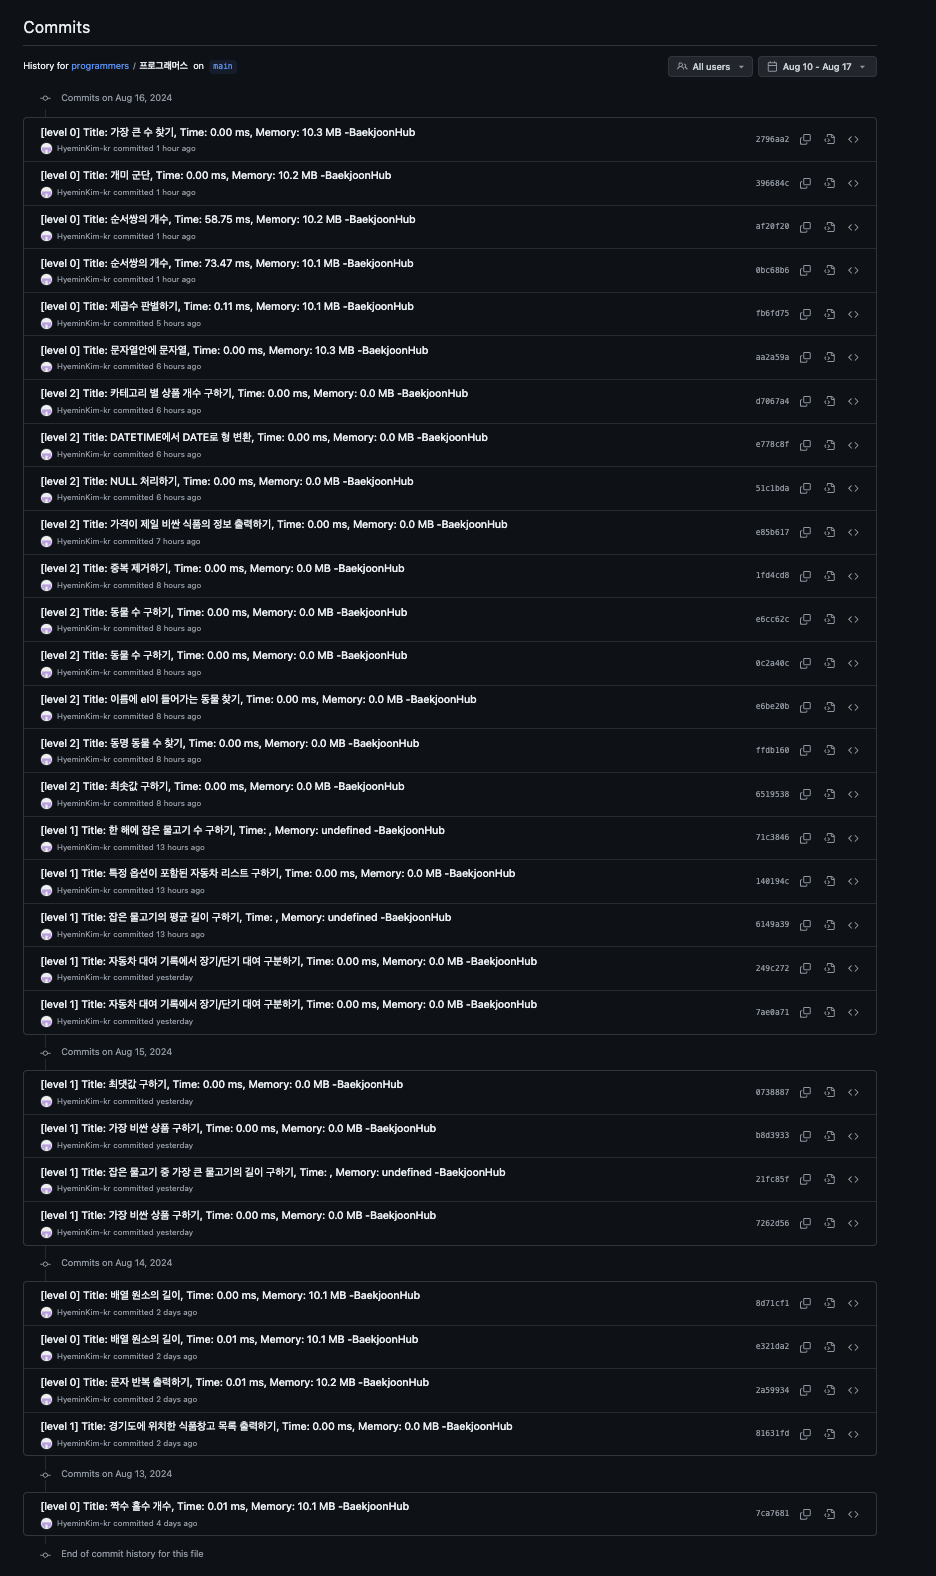 Commits
History for programmers / 프로그래머스 on main
All users
Aug 10 - Aug 17
Commits on Aug 16, 2024
[level 0] Title: 가장 큰 수 찾기, Time: 0.00 ms, Memory: 10.3 MB -BaekjoonHub
2796aa2
HyeminKim-kr committed 1 hour ago
[level 0] Title: 개미 군단, Time: 0.00 ms, Memory: 10.2 MB -BaekjoonHub
396684c
HyeminKim-kr committed 1 hour ago
[level 0] Title: 순서쌍의 개수, Time: 58.75 ms, Memory: 10.2 MB -BaekjoonHub
af20f20
HyeminKim-kr committed 1 hour ago
[level 0] Title: 순서쌍의 개수, Time: 73.47 ms, Memory: 10.1 MB -BaekjoonHub
0bc68b6
HyeminKim-kr committed 1 hour ago
[level 0] Title: 제곱수 판별하기, Time: 0.11 ms, Memory: 10.1 MB -BaekjoonHub
fb6fd75
HyeminKim-kr committed 5 hours ago
[level 0] Title: 문자열안에 문자열, Time: 0.00 ms, Memory: 10.3 MB -BaekjoonHub
aa2a59a
HyeminKim-kr committed 6 hours ago
[level 2] Title: 카테고리 별 상품 개수 구하기, Time: 0.00 ms, Memory: 0.0 MB -BaekjoonHub
d7067a4
HyeminKim-kr committed 6 hours ago
[level 2] Title: DATETIME에서 DATE로 형 변환, Time: 0.00 ms, Memory: 0.0 MB -BaekjoonHub
e778c8f
HyeminKim-kr committed 6 hours ago
[level 2] Title: NULL 처리하기, Time: 0.00 ms, Memory: 0.0 MB -BaekjoonHub
51c1bda
HyeminKim-kr committed 6 hours ago
[level 2] Title: 가격이 제일 비싼 식품의 정보 출력하기, Time: 0.00 ms, Memory: 0.0 MB -BaekjoonHub
e85b617
HyeminKim-kr committed 7 hours ago
[level 2] Title: 중복 제거하기, Time: 0.00 ms, Memory: 0.0 MB -BaekjoonHub
1fd4cd8
HyeminKim-kr committed 8 hours ago
[level 2] Title: 동물 수 구하기, Time: 0.00 ms, Memory: 0.0 MB -BaekjoonHub
e6cc62c
HyeminKim-kr committed 8 hours ago
[level 2] Title: 동물 수 구하기, Time: 0.00 ms, Memory: 0.0 MB -BaekjoonHub
0c2a40c
HyeminKim-kr committed 8 hours ago
[level 2] Title: 이름에 el이 들어가는 동물 찾기, Time: 0.00 ms, Memory: 0.0 MB -BaekjoonHub
e6be20b
HyeminKim-kr committed 8 hours ago
[level 2] Title: 동명 동물 수 찾기, Time: 0.00 ms, Memory: 0.0 MB -BaekjoonHub
ffdb160
HyeminKim-kr committed 8 hours ago
[level 2] Title: 최솟값 구하기, Time: 0.00 ms, Memory: 0.0 MB -BaekjoonHub
6519538
HyeminKim-kr committed 8 hours ago
[level 1] Title: 한 해에 잡은 물고기 수 구하기, Time: , Memory: undefined -BaekjoonHub
71c3846
HyeminKim-kr committed 13 hours ago
[level 1] Title: 특정 옵션이 포함된 자동차 리스트 구하기, Time: 0.00 ms, Memory: 0.0 MB -BaekjoonHub
140194c
HyeminKim-kr committed 13 hours ago
[level 1] Title: 잡은 물고기의 평균 길이 구하기, Time: , Memory: undefined -BaekjoonHub
6149a39
HyeminKim-kr committed 13 hours ago
[level 1] Title: 자동차 대여 기록에서 장기/단기 대여 구분하기, Time: 0.00 ms, Memory: 0.0 MB -BaekjoonHub
249c272
HyeminKim-kr committed yesterday
[level 1] Title: 자동차 대여 기록에서 장기/단기 대여 구분하기, Time: 0.00 ms, Memory: 0.0 MB -BaekjoonHub
7ae0a71
HyeminKim-kr committed yesterday
Commits on Aug 15, 2024
[level 1] Title: 최댓값 구하기, Time: 0.00 ms, Memory: 0.0 MB -BaekjoonHub
0738887
HyeminKim-kr committed yesterday
[level 1] Title: 가장 비싼 상품 구하기, Time: 0.00 ms, Memory: 0.0 MB -BaekjoonHub
b8d3933
HyeminKim-kr committed yesterday
[level 1] Title: 잡은 물고기 중 가장 큰 물고기의 길이 구하기, Time: , Memory: undefined -BaekjoonHub
21fc85f
HyeminKim-kr committed yesterday
[level 1] Title: 가장 비싼 상품 구하기, Time: 0.00 ms, Memory: 0.0 MB -BaekjoonHub
7262d56
HyeminKim-kr committed yesterday
Commits on Aug 14, 2024
[level 0] Title: 배열 원소의 길이, Time: 0.00 ms, Memory: 10.1 MB -BaekjoonHub
8d71cf1
HyeminKim-kr committed 2 days ago
[level 0] Title: 배열 원소의 길이, Time: 0.01 ms, Memory: 10.1 MB -BaekjoonHub
e321da2
HyeminKim-kr committed 2 days ago
[level 0] Title: 문자 반복 출력하기, Time: 0.01 ms, Memory: 10.2 MB -BaekjoonHub
2a59934
HyeminKim-kr committed 2 days ago
[level 1] Title: 경기도에 위치한 식품창고 목록 출력하기, Time: 0.00 ms, Memory: 0.0 MB -BaekjoonHub
81631fd
HyeminKim-kr committed 2 days ago
Commits on Aug 13, 2024
[level 0] Title: 짝수 홀수 개수, Time: 0.01 ms, Memory: 10.1 MB -BaekjoonHub
7ca7681
HyeminKim-kr committed 4 days ago
End of commit history for this file